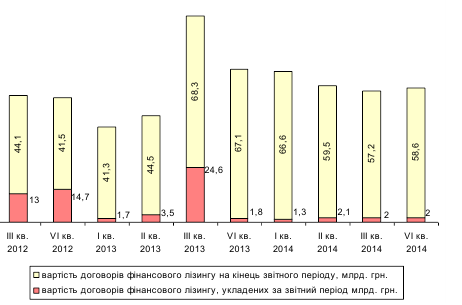 68,3
44,1
41,5
41,3
44,5
67,1
66,6
59,5
57,2
58,6
13
14,7
1,7
3,5
24,6
1,8
1,3
2,1
2
2
III кв. 2012
VI кв. 2012
I кв. 2013
II кв. 2013
III кв. 2013
VI кв. 2013
I кв. 2014
II кв. 2014
III кв. 2014
VI кв. 2014
вартість договорів фінансового лізингу на кінець звітного періоду, млрд. грн.
вартість договорів фінансового лізингу, укладених за звітний період млрд. грн.